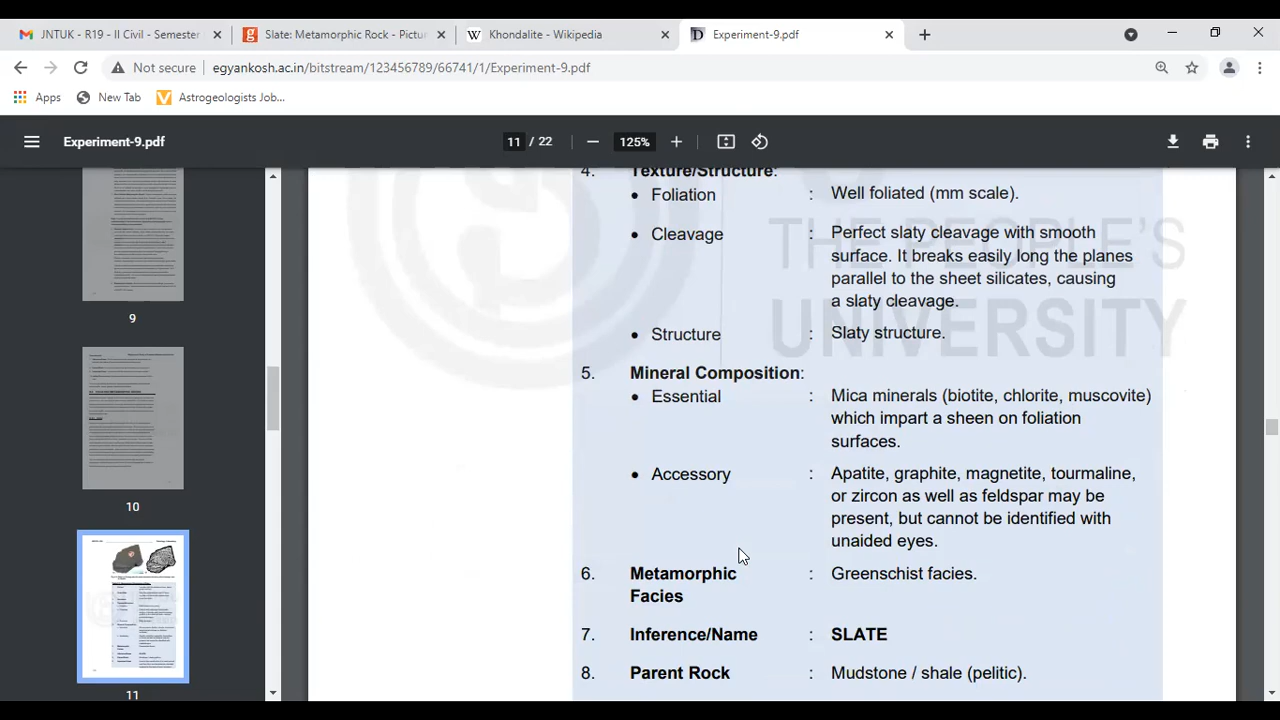 JNTUK - R19 - II Civil - Semester
Slate: Metamorphic Rock - Pictu
Khondalite - Wikipedia
Experiment-9.pdf
Not secure
egyankosh.ac.in/bitstream/123456789/66741/1/Experiment-9.pdf
Apps
New Tab
Astrogeologists Job...
Experiment-9.pdf
11 / 22
125%
9
10
11
THE PEOPLE'S
UNIVERSITY
4. Texture/Structure:
• Foliation : Well foliated (mm scale).
• Cleavage : Perfect slaty cleavage with smooth
surface. It breaks easily long the planes
parallel to the sheet silicates, causing
a slaty cleavage.
• Structure : Slaty structure.
5. Mineral Composition:
• Essential : Mica minerals (biotite, chlorite, muscovite)
which impart a sheen on foliation
surfaces.
• Accessory : Apatite, graphite, magnetite, tourmaline,
or zircon as well as feldspar may be
present, but cannot be identified with
unaided eyes.
6. Metamorphic : Greenschist facies.
Facies
7. Inference/Name : SLATE
8. Parent Rock : Mudstone / shale (pelitic).